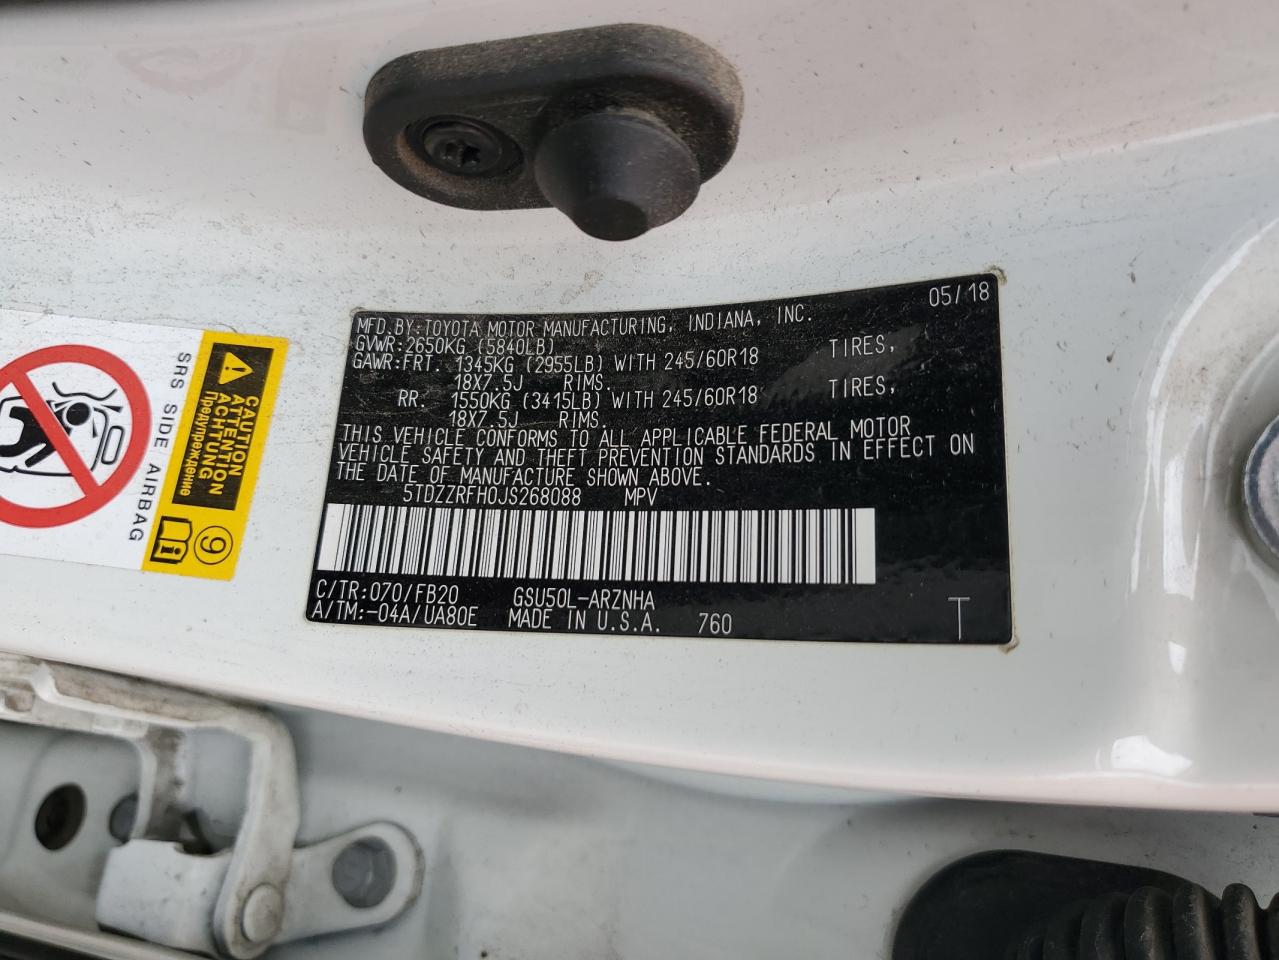 05/18
MFD.BY:TOYOTA MOTOR MANUFACTURING, INDIANA, INC.
GVWR:2650KG (5840LB)
GAWR:FRT. 1345KG (2955LB) WITH 245/60R18 TIRES,
18X7.5J RIMS.
RR. 1550KG (3415LB) WITH 245/60R18 TIRES,
18X7.5J RIMS.
THIS VEHICLE CONFORMS TO ALL APPLICABLE FEDERAL MOTOR
VEHICLE SAFETY AND THEFT PREVENTION STANDARDS IN EFFECT ON
THE DATE OF MANUFACTURE SHOWN ABOVE.
5TDZZRFH0JS268088 MPV
C/TR:070/FB20 GSU50L-ARZNHA
A/TM:-04A/UA80E MADE IN U.S.A. 760
T
SRS SIDE AIRBAG
CAUTION
ATTENTION
ACHTUNG
Предупреждение
9
i